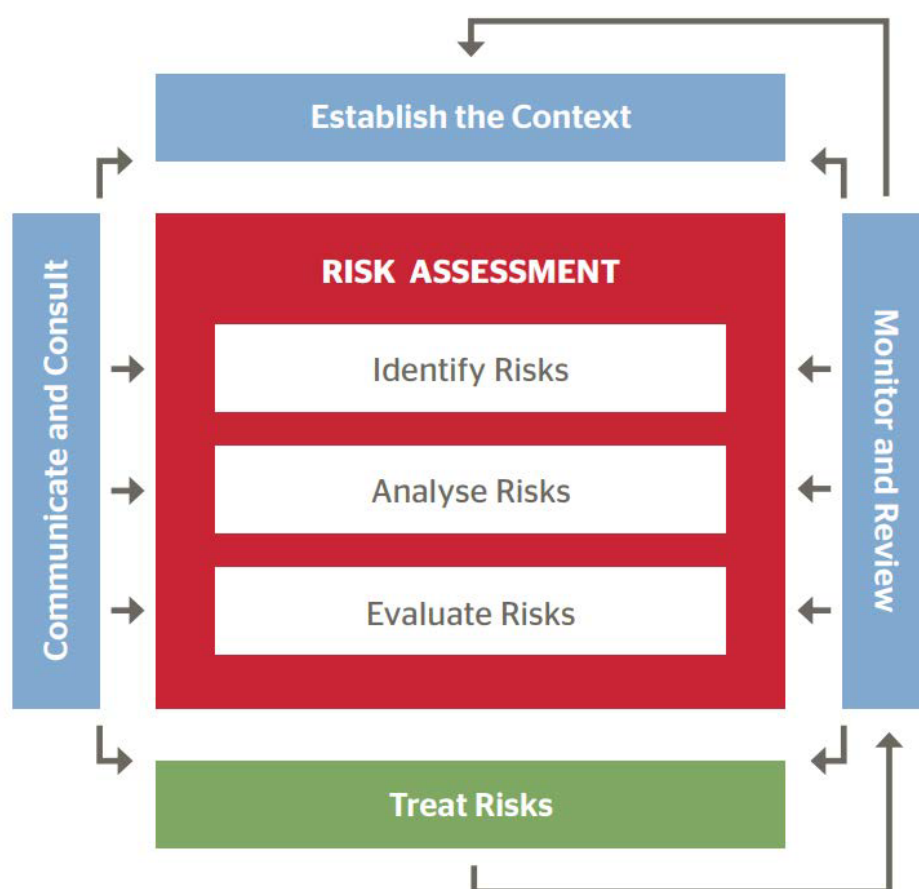 Establish the Context
Communicate and Consult
RISK ASSESSMENT
Identify Risks
Analyse Risks
Evaluate Risks
Monitor and Review
Treat Risks